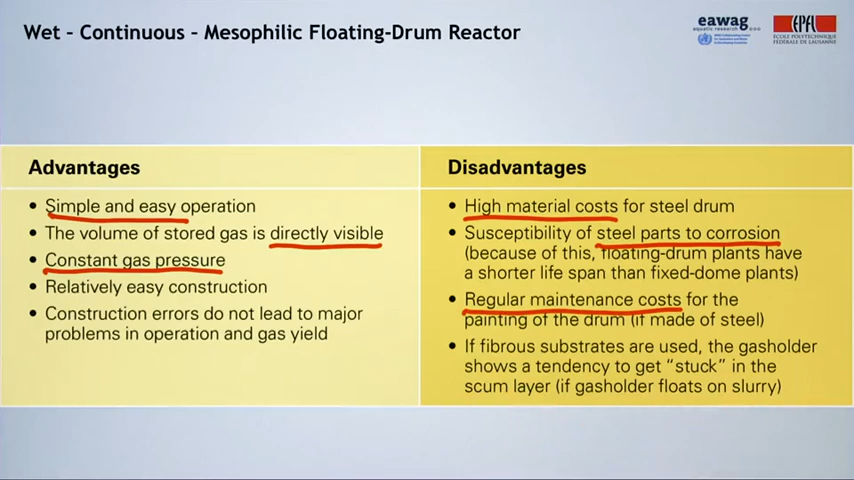 Wet – Continuous – Mesophilic Floating-Drum Reactor
eawag
aquatic research
EPFL
ECOLE POLYTECHNIQUE
FÉDÉRALE DE LAUSANNE
Advantages
• Simple and easy operation
• The volume of stored gas is directly visible
• Constant gas pressure
• Relatively easy construction
• Construction errors do not lead to major
problems in operation and gas yield
Disadvantages
• High material costs for steel drum
• Susceptibility of steel parts to corrosion
(because of this, floating-drum plants have
a shorter life span than fixed-dome plants)
• Regular maintenance costs for the
painting of the drum (if made of steel)
• If fibrous substrates are used, the gasholder
shows a tendency to get “stuck” in the
scum layer (if gasholder floats on slurry)